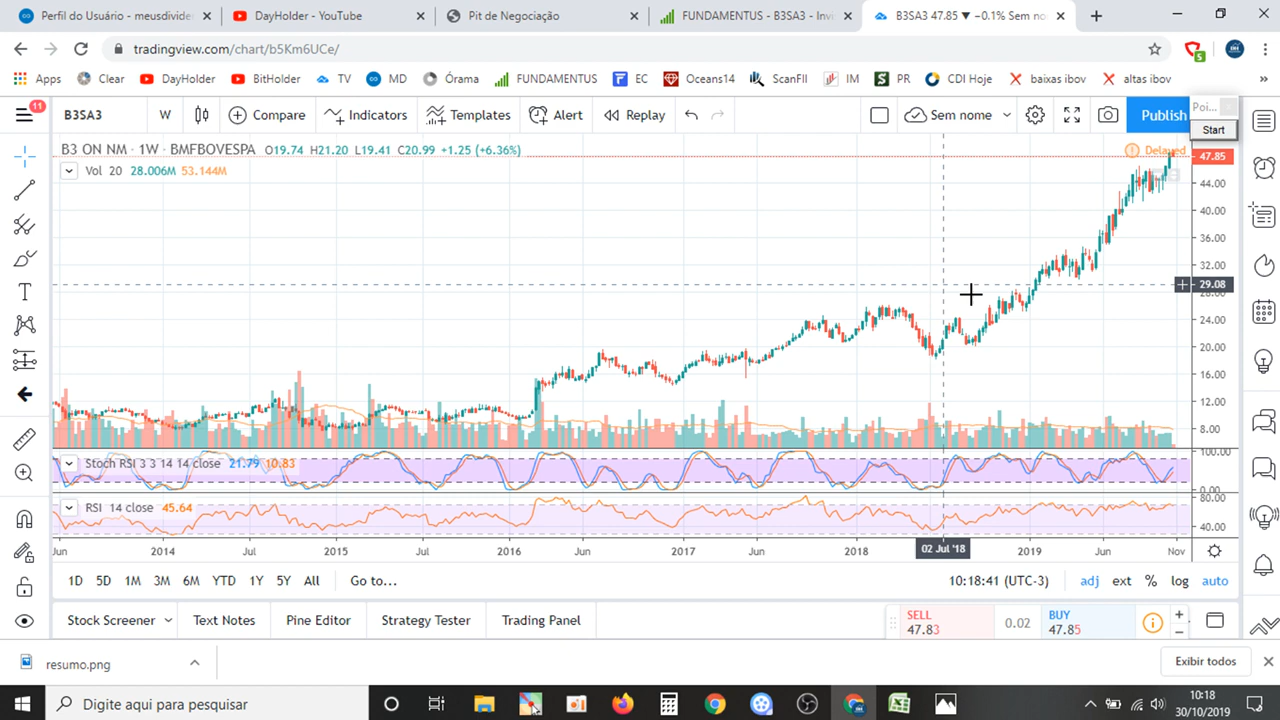 Perfil do Usuário - meusdividen
DayHolder - YouTube
Pit de Negociação
FUNDAMENTUS - B3SA3 - Invi
B3SA3 47.85 ▼ −0.1% Sem no
tradingview.com/chart/b5Km6UCe/
5
Apps
Clear
DayHolder
BitHolder
TV
MD
Órama
FUNDAMENTUS
EC
Oceans14
ScanFII
IM
PR
CDI Hoje
baixas ibov
altas ibov
»
11
B3SA3
W
Compare
Indicators
Templates
Alert
Replay
Sem nome
Publish
Poi...
Start
B3 ON NM · 1W · BMFBOVESPA O19.74 H21.20 L19.41 C20.99 +1.25 (+6.36%)
Delayed
47.85
Vol 20 28.006M 53.144M
44.00
40.00
36.00
32.00
29.08
28.00
24.00
20.00
16.00
12.00
8.00
Stoch RSI 3 3 14 14 close 21.79 10.83
100.00
0.00
RSI 14 close 45.64
80.00
40.00
Jun
2014
Jul
2015
Jul
2016
Jun
2017
Jun
2018
02 Jul '18
2019
Jun
Nov
1D
5D
1M
3M
6M
YTD
1Y
5Y
All
Go to...
10:18:41 (UTC-3)
adj
ext
%
log
auto
Stock Screener
Text Notes
Pine Editor
Strategy Tester
Trading Panel
SELL
47.83
0.02
BUY
47.85
resumo.png
Exibir todos
Digite aqui para pesquisar
10:18
30/10/2019